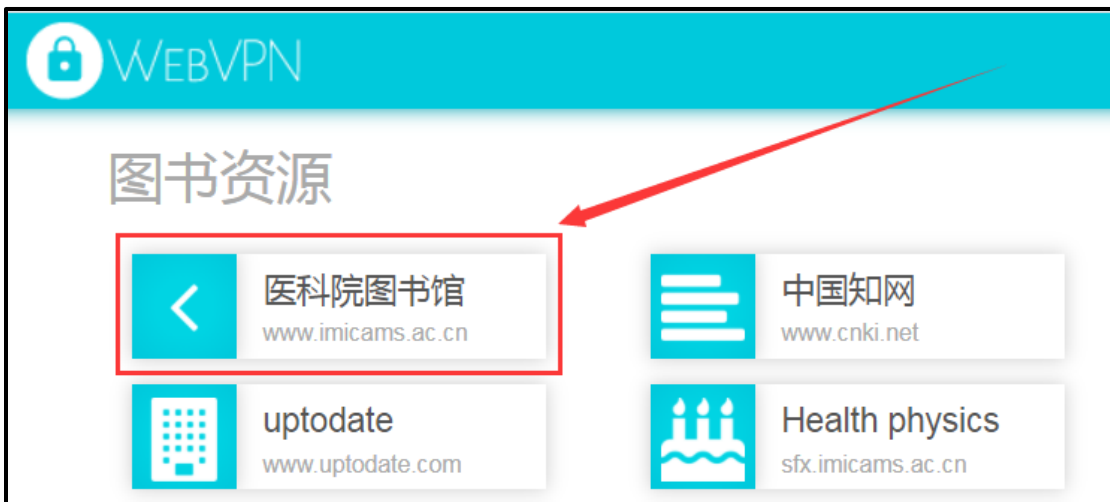 WEBVPN
图书资源
医科院图书馆
www.imicams.ac.cn
中国知网
www.cnki.net
uptodate
www.uptodate.com
Health physics
sfx.imicams.ac.cn